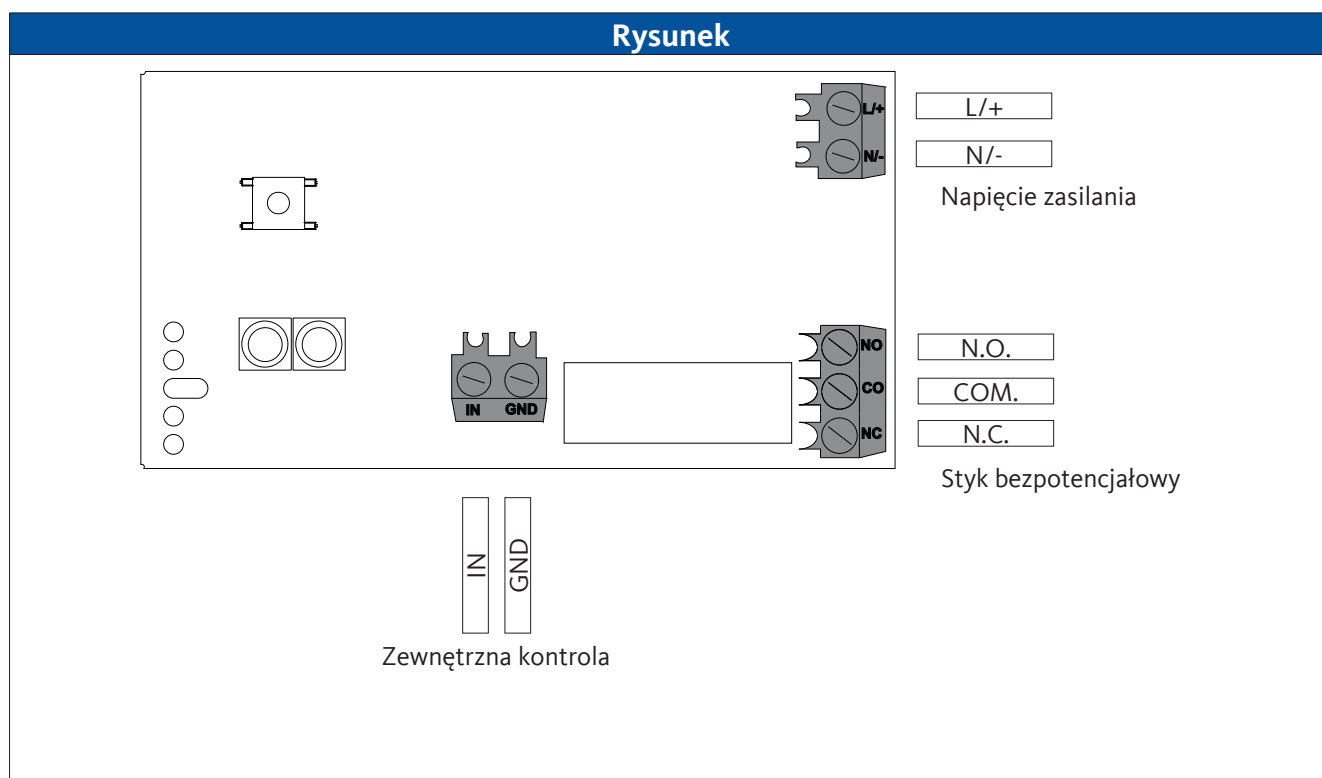 Rysunek
L/+
L/+
N/-
N/-
Napięcie zasilania
NO
N.O.
CO
COM.
NC
N.C.
Styk bezpotencjałowy
IN
GND
IN
GND
Zewnętrzna kontrola